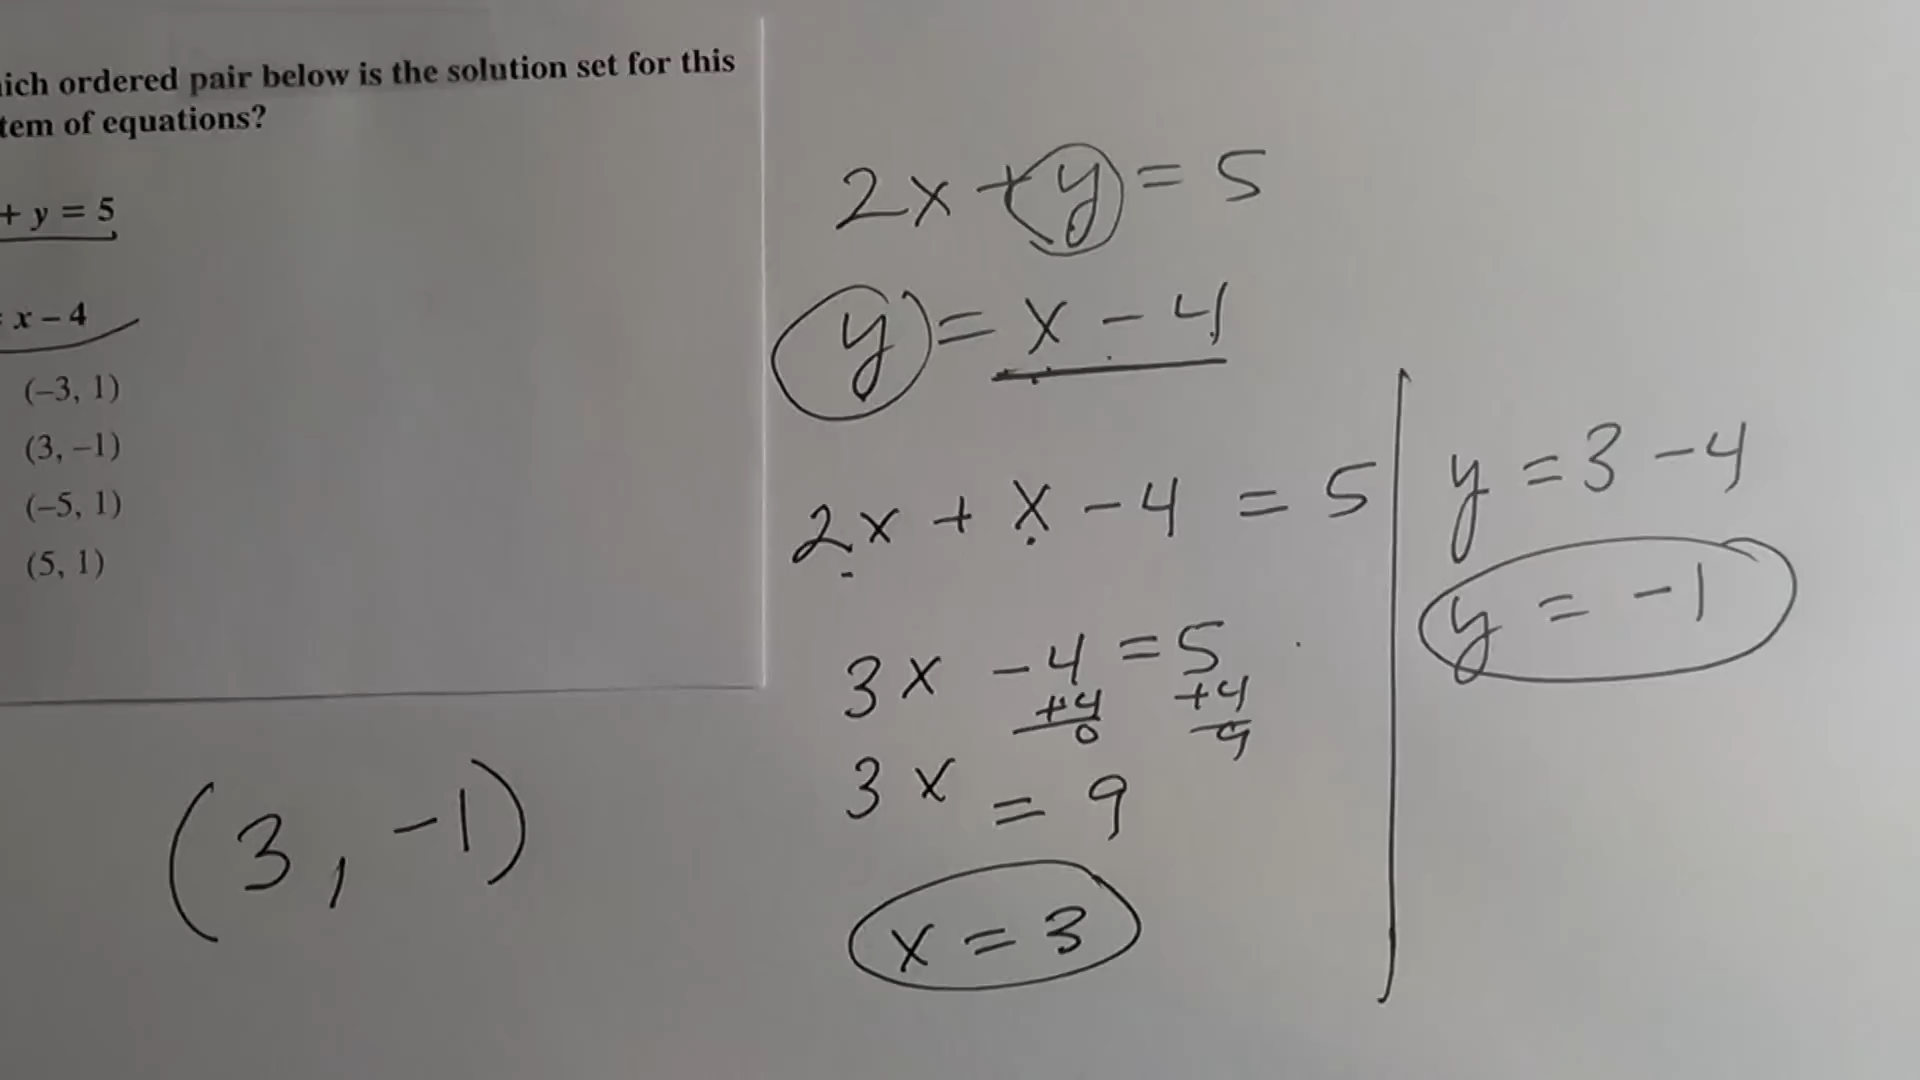 ich ordered pair below is the solution set for this
tem of equations?
+ y = 5
= x – 4
(–3, 1)
(3, –1)
(–5, 1)
(5, 1)
(3, -1)
2x + y = 5
y = x - 4
2x + x - 4 = 5
3x - 4 = 5
+4 +4
0 9
3x = 9
x = 3
y = 3 - 4
y = -1